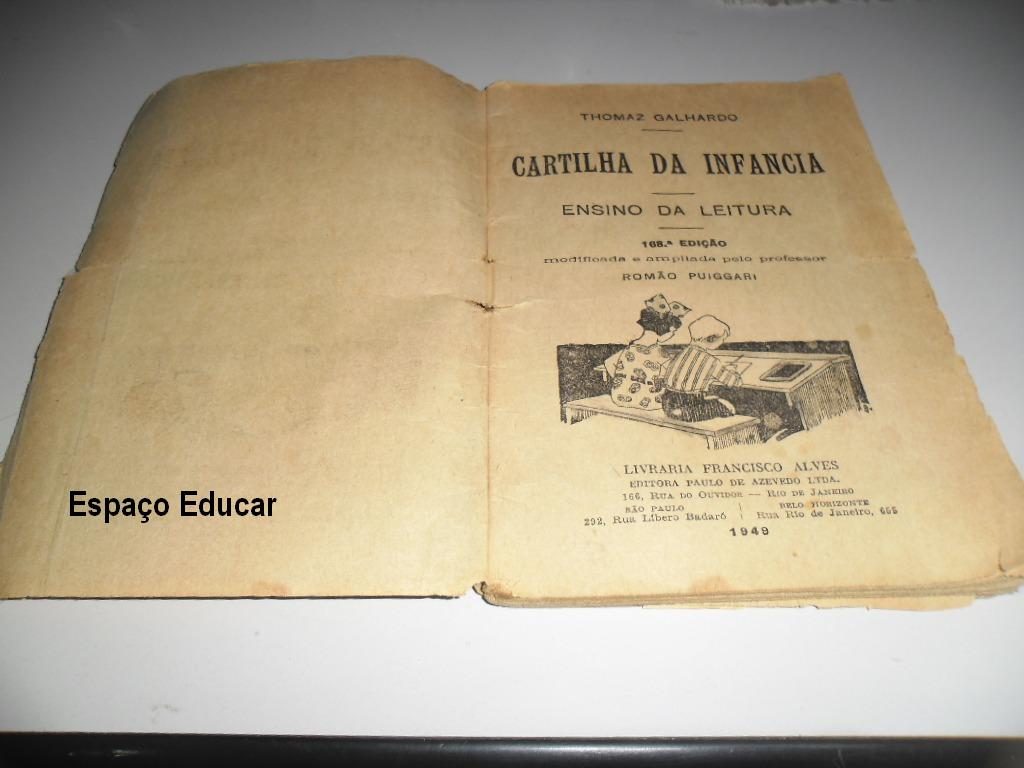 THOMAZ GALHARDO
CARTILHA DA INFANCIA
ENSINO DA LEITURA
168.ª EDIÇÃO
modificada e ampliada pelo professor
ROMÃO PUIGGARI
LIVRARIA FRANCISCO ALVES
EDITORA PAULO DE AZEVEDO LTDA.
166, RUA DO OUVIDOR — RIO DE JANEIRO
SÃO PAULO | BELO HORIZONTE
292, Rua Líbero Badaró | Rua Rio de Janeiro, 655
1949
Espaço Educar